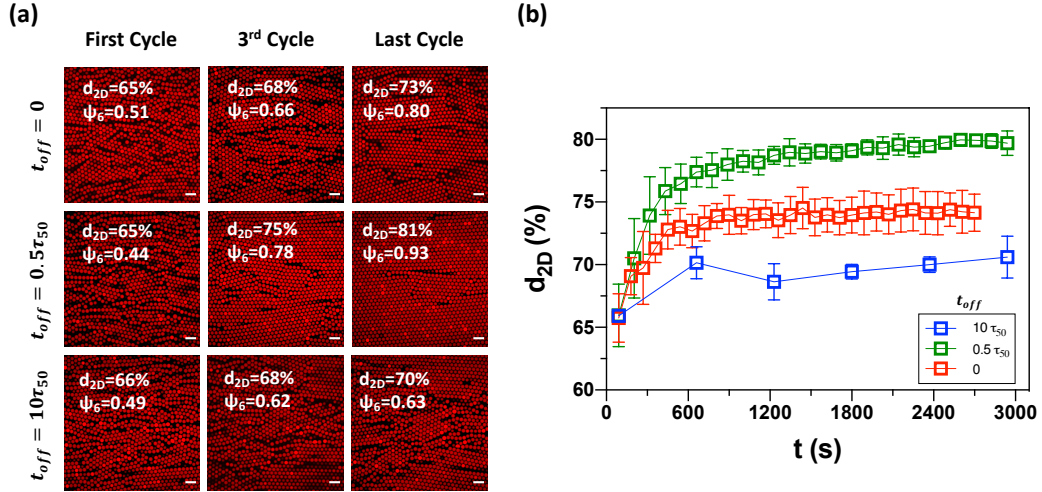 (a)
First Cycle 3rd Cycle Last Cycle
t_off = 0
d2D=65%
ψ6=0.51
d2D=68%
ψ6=0.66
d2D=73%
ψ6=0.80
t_off = 0.5τ50
d2D=65%
ψ6=0.44
d2D=75%
ψ6=0.78
d2D=81%
ψ6=0.93
t_off = 10τ50
d2D=66%
ψ6=0.49
d2D=68%
ψ6=0.62
d2D=70%
ψ6=0.63
(b)
d2D (%)
80
75
70
65
60
0 600 1200 1800 2400 3000
t (s)
t_off
10 τ50
0.5 τ50
0